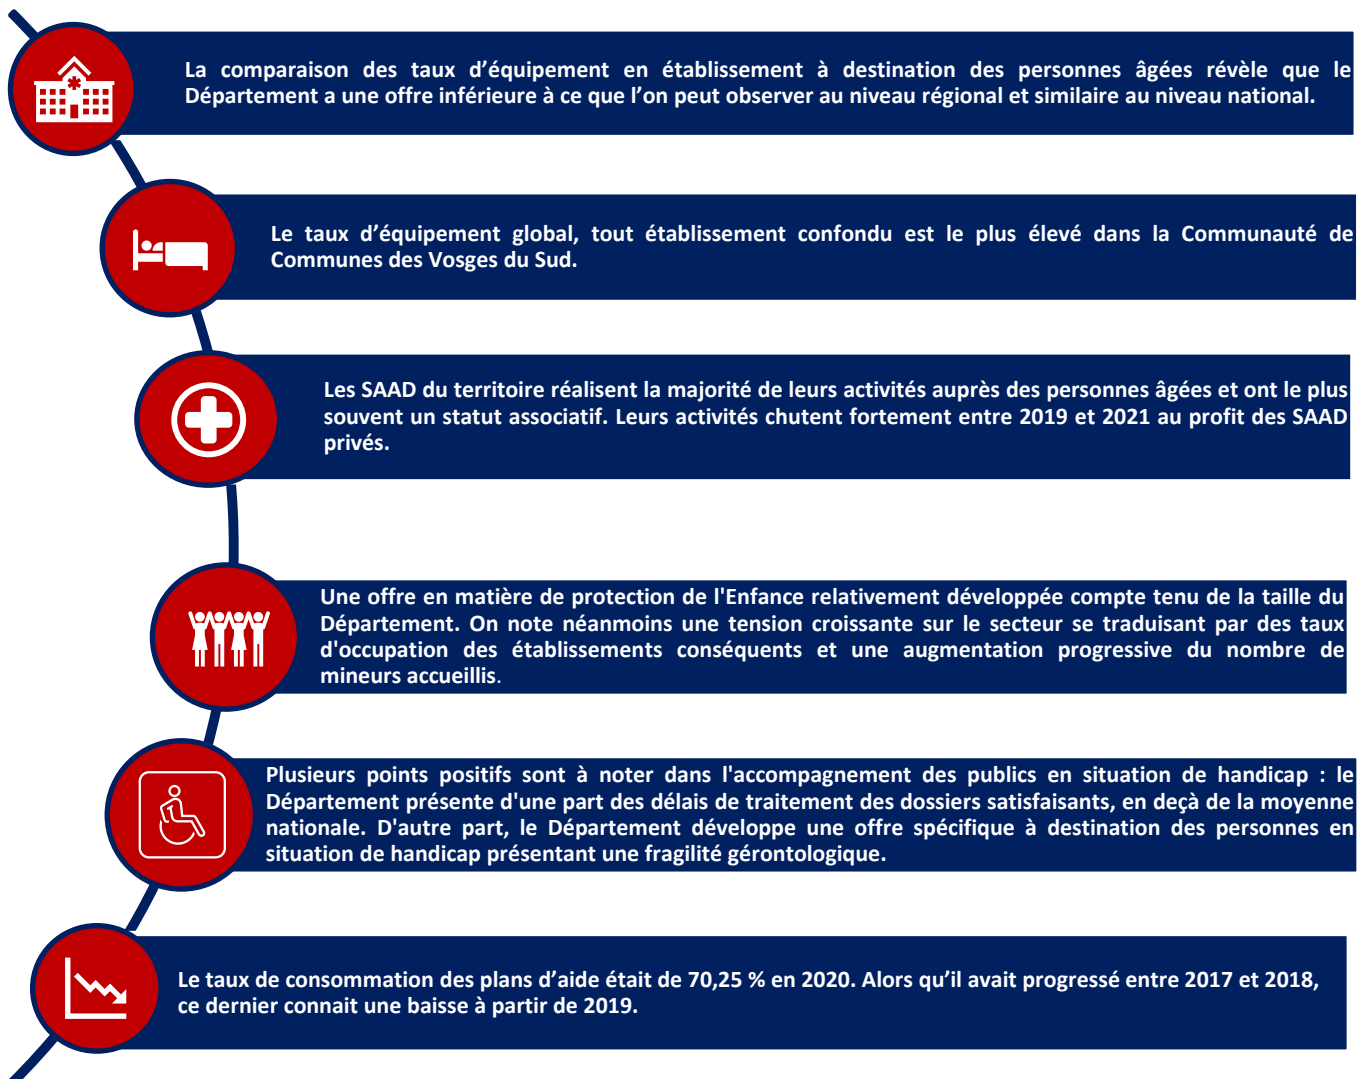 La comparaison des taux d’équipement en établissement à destination des personnes âgées révèle que le
Département a une offre inférieure à ce que l’on peut observer au niveau régional et similaire au niveau national.
Le taux d’équipement global, tout établissement confondu est le plus élevé dans la Communauté de
Communes des Vosges du Sud.
Les SAAD du territoire réalisent la majorité de leurs activités auprès des personnes âgées et ont le plus
souvent un statut associatif. Leurs activités chutent fortement entre 2019 et 2021 au profit des SAAD
privés.
Une offre en matière de protection de l'Enfance relativement développée compte tenu de la taille du
Département. On note néanmoins une tension croissante sur le secteur se traduisant par des taux
d'occupation des établissements conséquents et une augmentation progressive du nombre de
mineurs accueillis.
Plusieurs points positifs sont à noter dans l'accompagnement des publics en situation de handicap : le
Département présente d'une part des délais de traitement des dossiers satisfaisants, en deçà de la moyenne
nationale. D'autre part, le Département développe une offre spécifique à destination des personnes en
situation de handicap présentant une fragilité gérontologique.
Le taux de consommation des plans d’aide était de 70,25 % en 2020. Alors qu’il avait progressé entre 2017 et 2018,
ce dernier connait une baisse à partir de 2019.